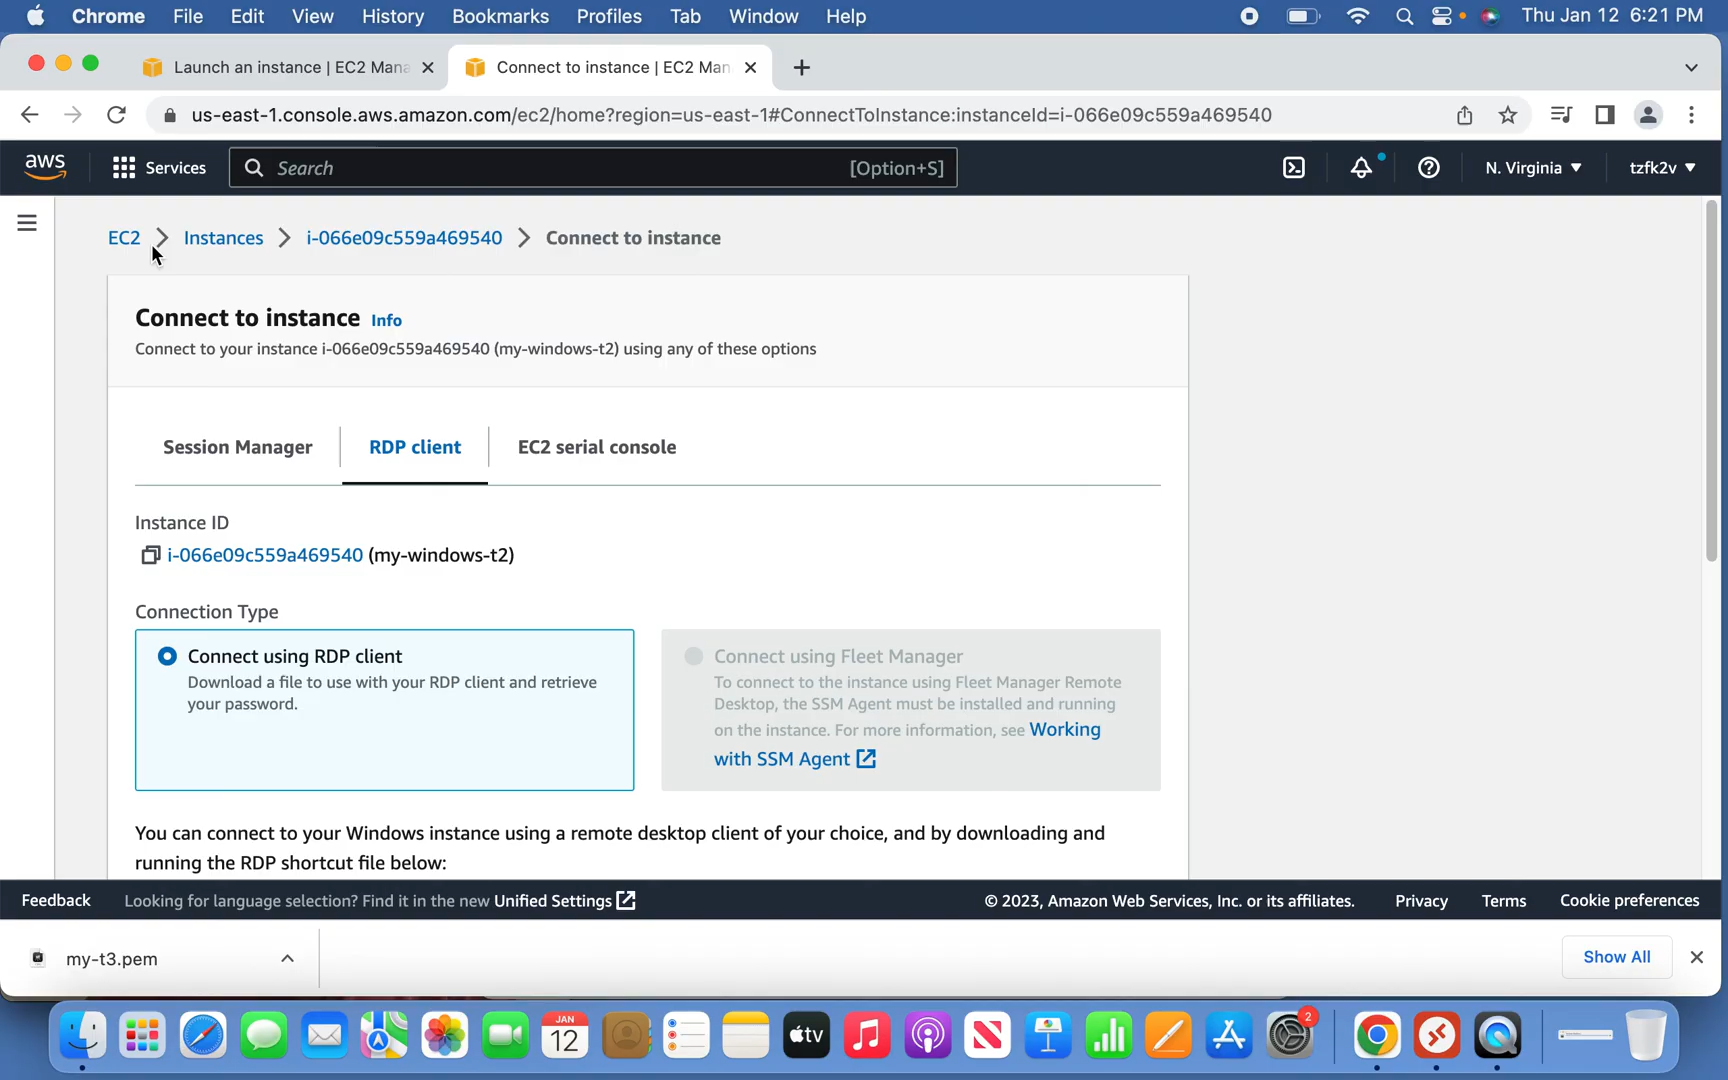 Chrome File Edit View History Bookmarks Profiles Tab Window Help Thu Jan 12 6:21 PM
Launch an instance | EC2 Mana
Connect to instance | EC2 Man
us-east-1.console.aws.amazon.com/ec2/home?region=us-east-1#ConnectToInstance:instanceId=i-066e09c559a469540
aws Services Search [Option+S] N. Virginia tzfk2v
EC2 Instances i-066e09c559a469540 Connect to instance
Connect to instance Info
Connect to your instance i-066e09c559a469540 (my-windows-t2) using any of these options
Session Manager RDP client EC2 serial console
Instance ID
i-066e09c559a469540 (my-windows-t2)
Connection Type
Connect using RDP client
Download a file to use with your RDP client and retrieve
your password.
Connect using Fleet Manager
To connect to the instance using Fleet Manager Remote
Desktop, the SSM Agent must be installed and running
on the instance. For more information, see Working
with SSM Agent
You can connect to your Windows instance using a remote desktop client of your choice, and by downloading and
running the RDP shortcut file below:
Feedback Looking for language selection? Find it in the new Unified Settings © 2023, Amazon Web Services, Inc. or its affiliates. Privacy Terms Cookie preferences
my-t3.pem Show All
JAN
12
tv
2